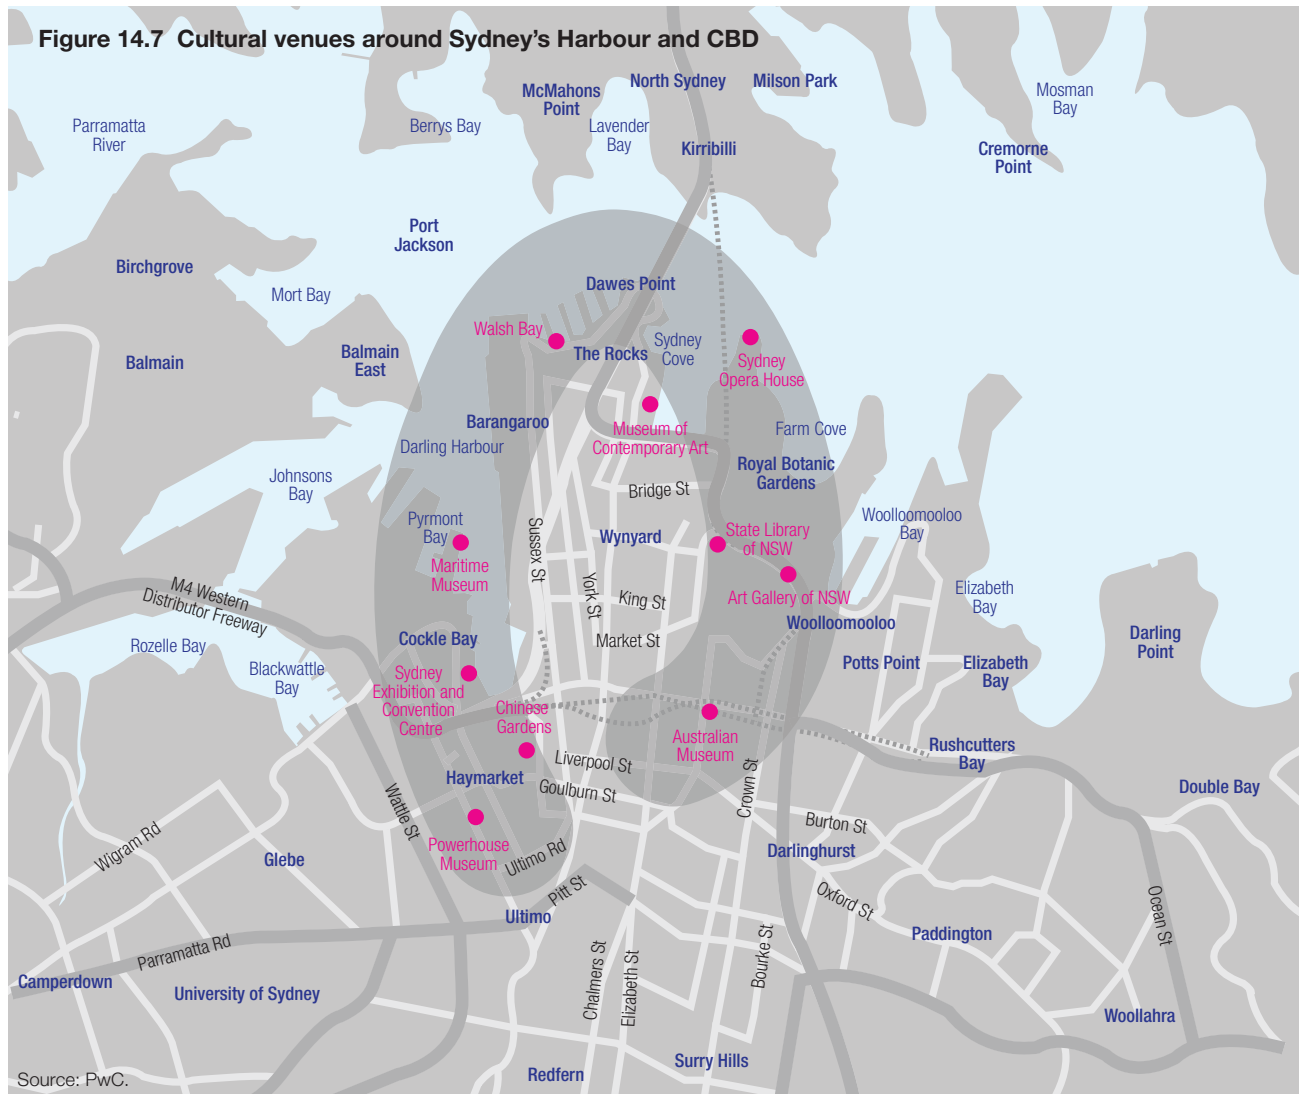 Figure 14.7  Cultural venues around Sydney’s Harbour and CBD
North Sydney
Milson Park
McMahons
Point
Mosman
Bay
Parramatta
River
Berrys Bay
Lavender
Bay
Kirribilli
Cremorne
Point
Port
Jackson
Birchgrove
Mort Bay
Dawes Point
Walsh Bay
The Rocks
Sydney
Cove
Sydney
Opera House
Balmain
Balmain
East
Barangaroo
Darling Harbour
Museum of
Contemporary Art
Farm Cove
Royal Botanic
Gardens
Johnsons
Bay
Bridge St
Pyrmont
Bay
Maritime
Museum
Sussex St
Wynyard
State Library
of NSW
Woolloomooloo
Bay
York St
King St
Art Gallery of NSW
Elizabeth
Bay
M4 Western
Distributor Freeway
Market St
Woolloomooloo
Cockle Bay
Rozelle Bay
Blackwattle
Bay
Potts Point
Elizabeth
Bay
Darling
Point
Sydney
Exhibition and
Convention
Centre
Chinese
Gardens
Australian
Museum
Rushcutters
Bay
Liverpool St
Haymarket
Goulburn St
Crown St
Double Bay
Wattle St
Burton St
Wigram Rd
Glebe
Powerhouse
Museum
Ultimo Rd
Darlinghurst
Pitt St
Oxford St
Ocean St
Ultimo
Paddington
Parramatta Rd
Bourke St
Chalmers St
Elizabeth St
Camperdown
University of Sydney
Woollahra
Surry Hills
Redfern
Source: PwC.